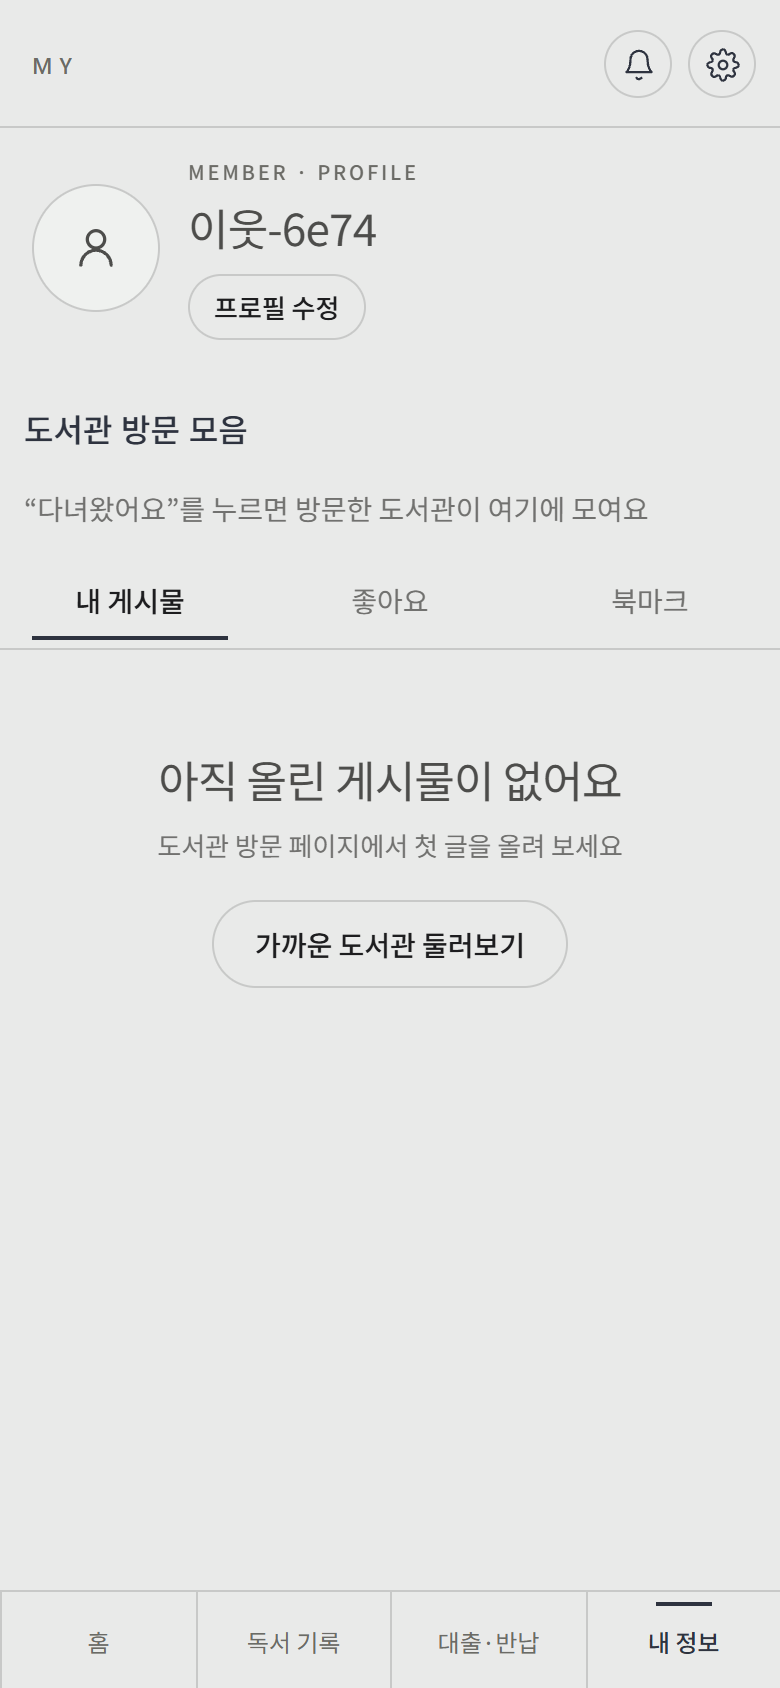 MY
MEMBER · PROFILE
이웃-6e74
프로필 수정
도서관 방문 모음
“다녀왔어요”를 누르면 방문한 도서관이 여기에 모여요
내 게시물
좋아요
북마크
아직 올린 게시물이 없어요
도서관 방문 페이지에서 첫 글을 올려 보세요
가까운 도서관 둘러보기
홈
독서 기록
대출·반납
내 정보